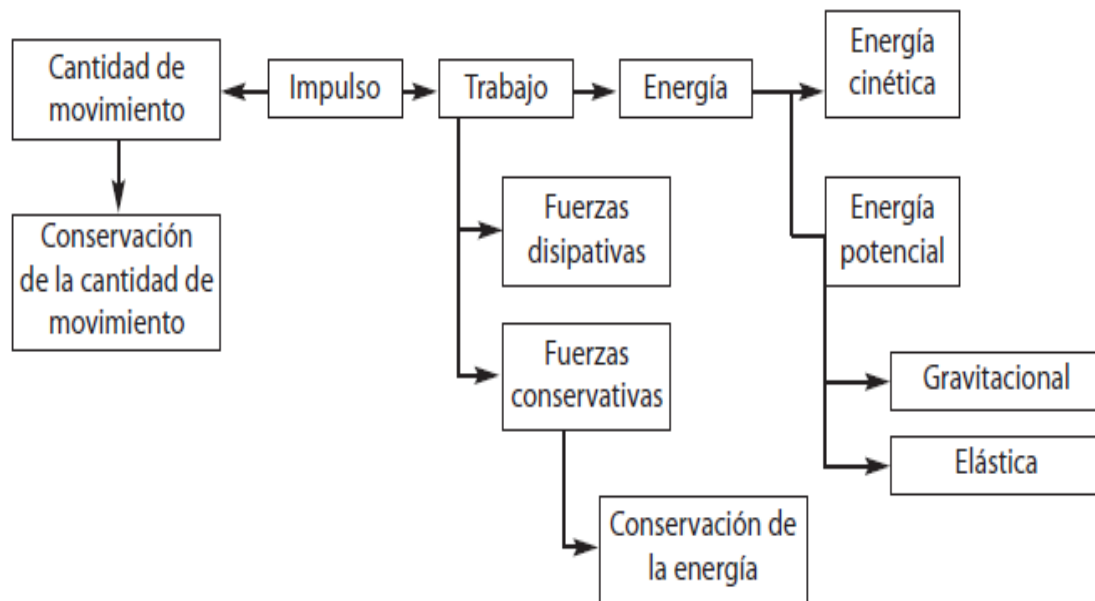 Cantidad de
movimiento
Impulso
Trabajo
Energía
Energía
cinética
Conservación
de la cantidad de
movimiento
Fuerzas
disipativas
Energía
potencial
Fuerzas
conservativas
Gravitacional
Elástica
Conservación de
la energía